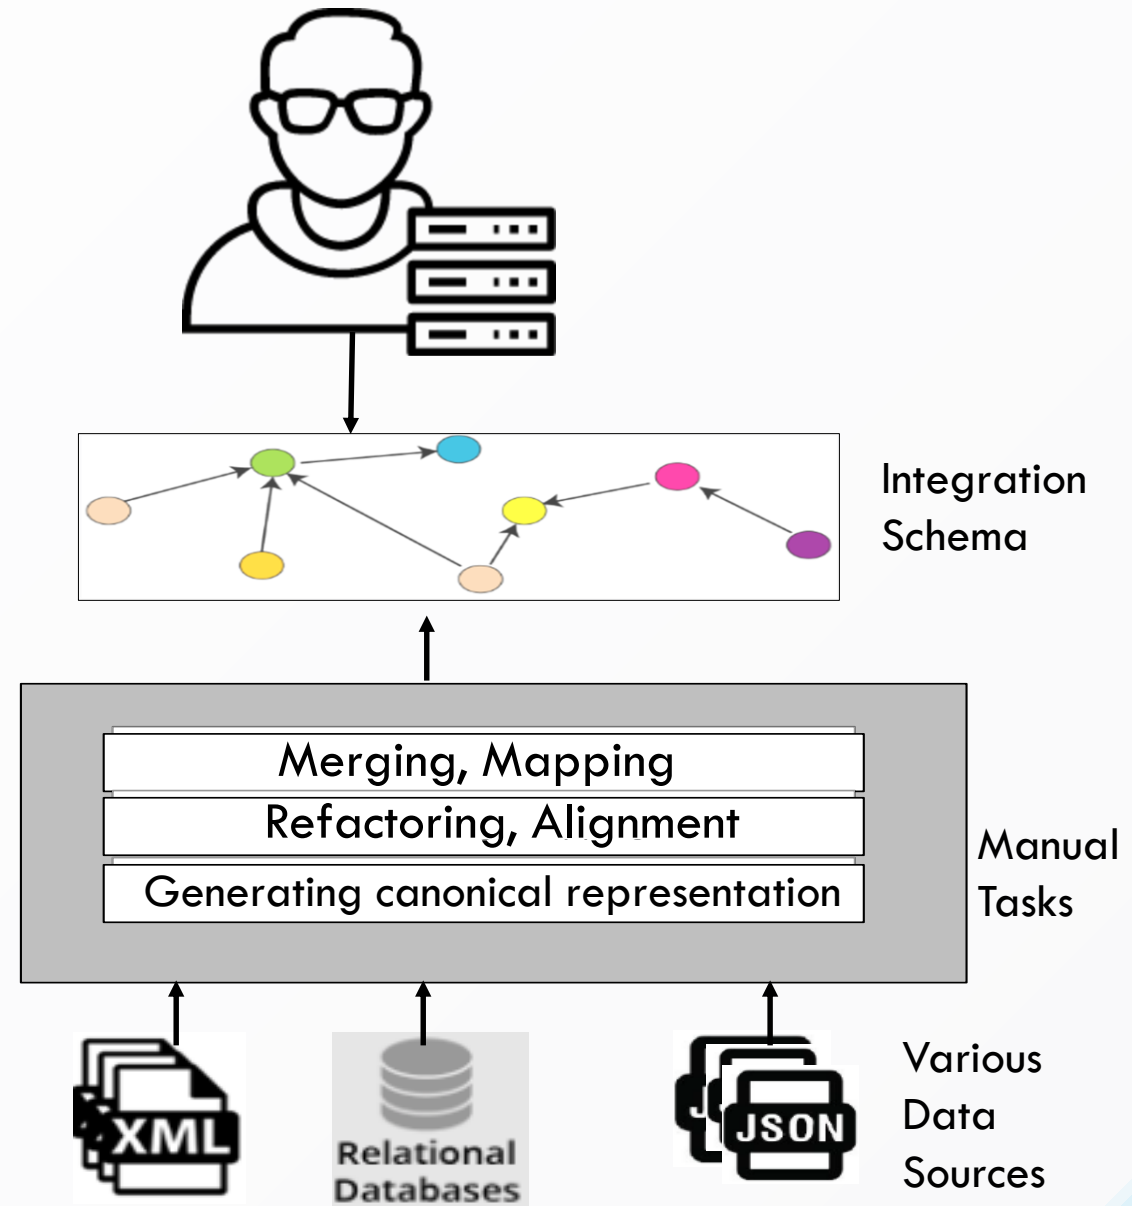 Integration
Schema
Merging, Mapping
Refactoring, Alignment
Generating canonical representation
Manual
Tasks
XML
Relational
Databases
J
J
JSON
Various
Data
Sources